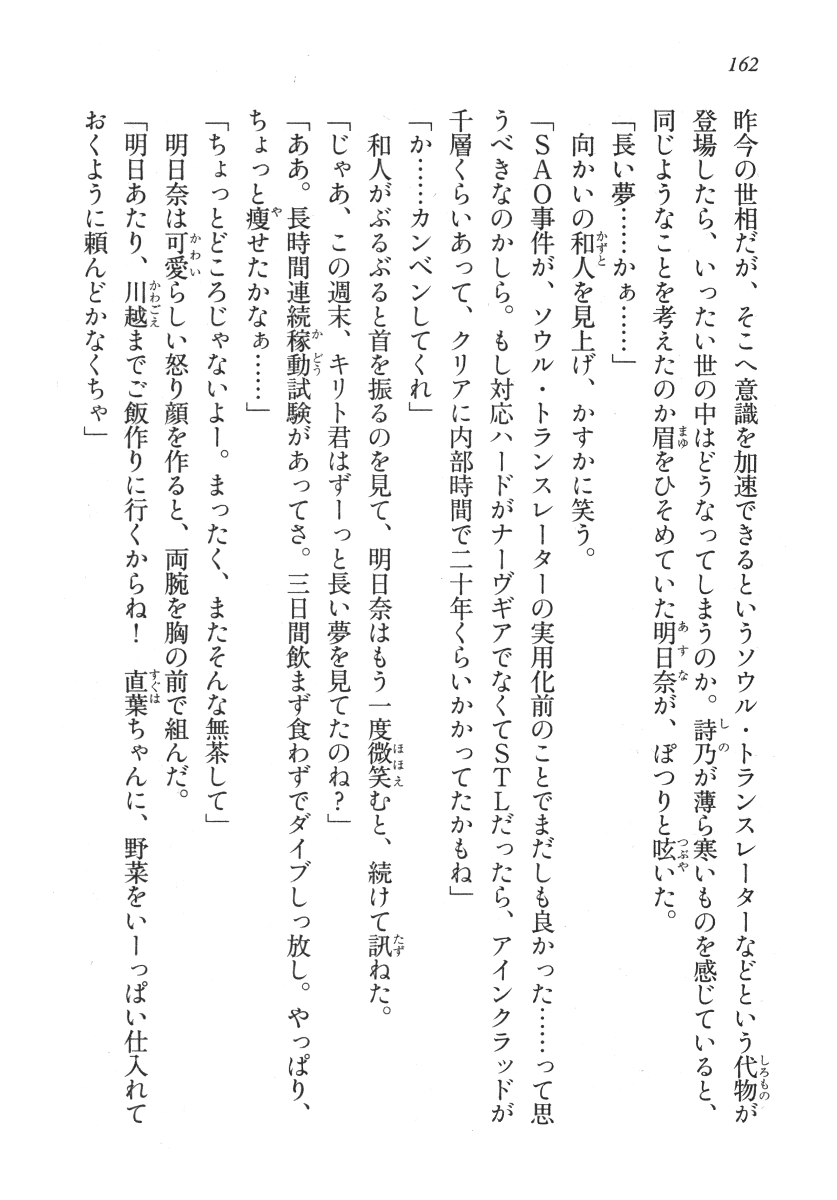 162
昨今の世相だが、そこへ意識を加速できるというソウル・トランスレーターなどという代物が
登場したら、いったい世の中はどうなってしまうのか。詩乃が薄ら寒いものを感じていると、
同じようなことを考えたのか眉をひそめていた明日奈が、ぽつりと呟いた。
「長い夢……かぁ……」
　向かいの和人を見上げ、かすかに笑う。
「ＳＡＯ事件が、ソウル・トランスレーターの実用化前のことでまだしも良かった……って思
うべきなのかしら。もし対応ハードがナーヴギアでなくてＳＴＬだったら、アインクラッドが
千層くらいあって、クリアに内部時間で二十年くらいかかってたかもね」
「か……カンベンしてくれ」
　和人がぶるぶると首を振るのを見て、明日奈はもう一度微笑むと、続けて訊ねた。
「じゃあ、この週末、キリト君はずーっと長い夢を見てたのね？」
「ああ。長時間連続稼動試験があってさ。三日間飲まず食わずでダイブしっ放し。やっぱり、
ちょっと痩せたかなぁ……」
「ちょっとどころじゃないよー。まったく、またそんな無茶して」
　明日奈は可愛らしい怒り顔を作ると、両腕を胸の前で組んだ。
「明日あたり、川越までご飯作りに行くからね！　直葉ちゃんに、野菜をいーっぱい仕入れて
おくように頼んどかなくちゃ」